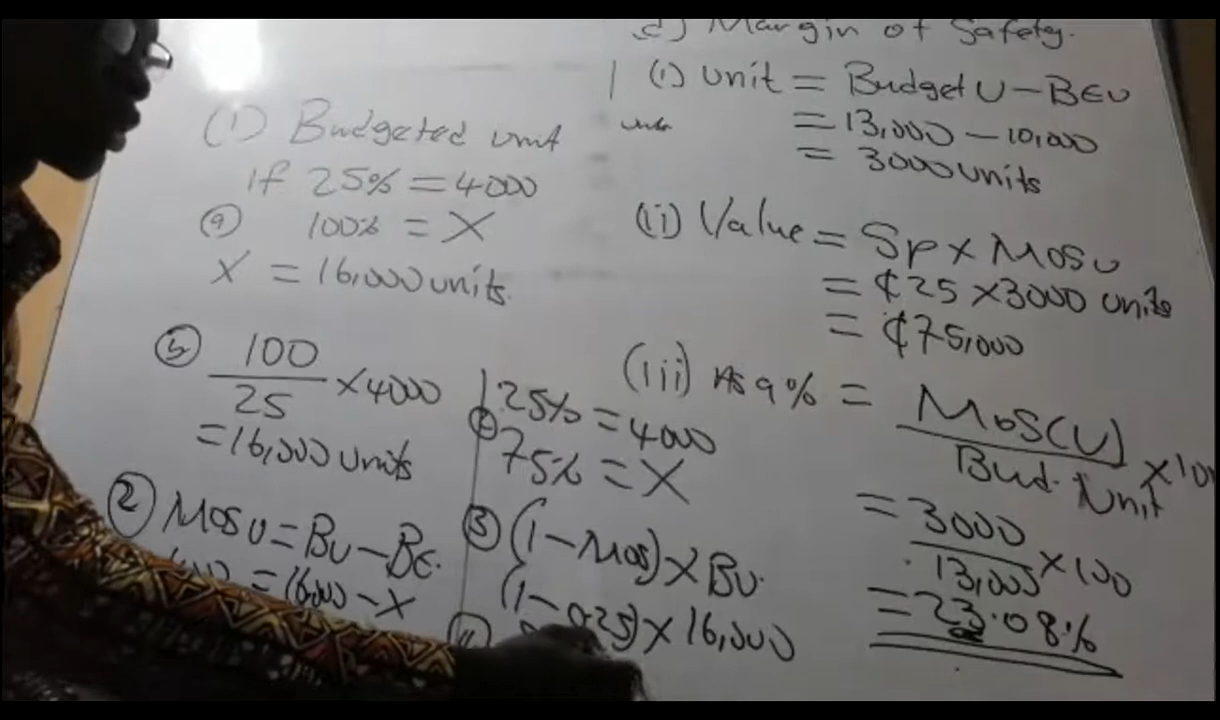 c) Margin of Safety.
(i) unit = Budget U - BEU
= 13,000 - 10,000
= 3000 units
(ii) Value = Sp x MOSU
= ₵25 x 3000 units
= ₵75,000
(iii) As a % = MOS(U) / Bud. Unit x 100
= 3000 / 13,000 x 100
= 23.08%
(1) Budgeted unit
if 25% = 4000
(a) 100% = X
X = 16,000 units.
(b) 100 / 25 x 4000
= 16,000 units
(2) MOSU = BU - BE.
= 16000 - X
25% = 4000
75% = X
(3) (1 - MOS) x BU.
(1 - 0.25) x 16,000